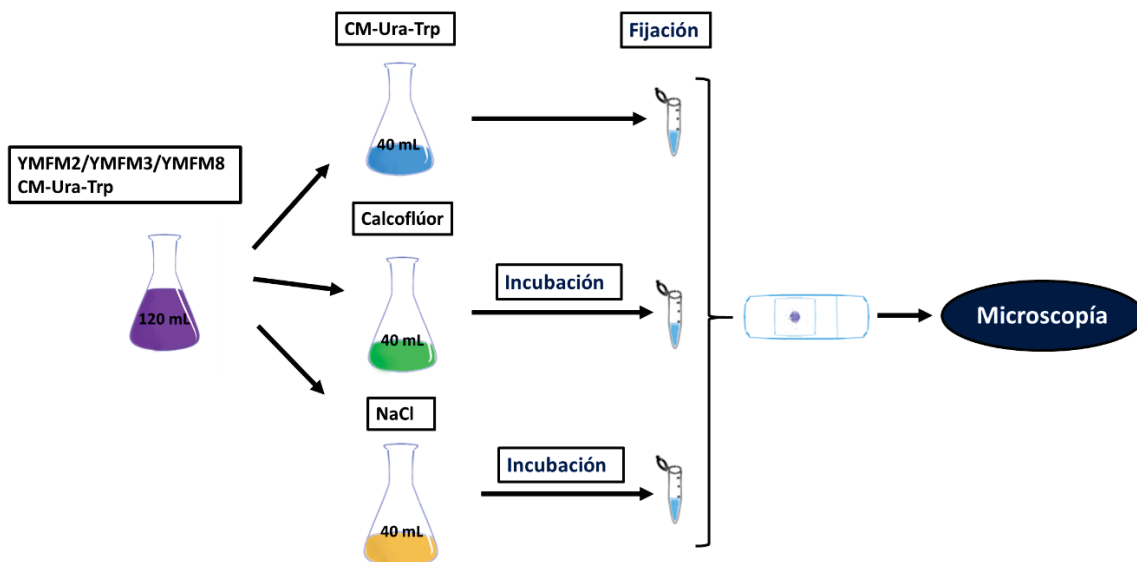 CM-Ura-Trp
Fijación
40 mL
YMFM2/YMFM3/YMFM8
CM-Ura-Trp
120 mL
Calcoflúor
Incubación
40 mL
Microscopía
NaCl
Incubación
40 mL